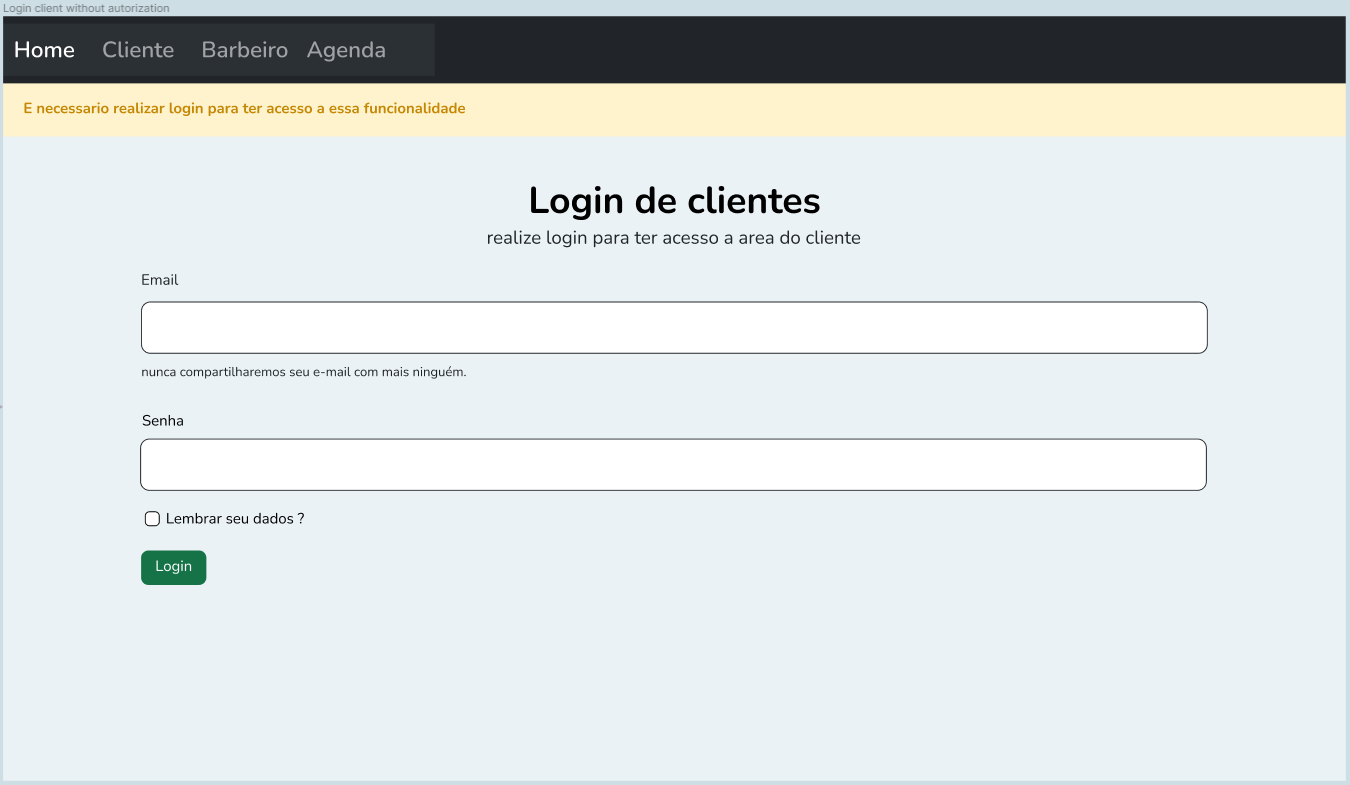 Login client without autorization
Home Cliente Barbeiro Agenda
E necessario realizar login para ter acesso a essa funcionalidade
Login de clientes
realize login para ter acesso a area do cliente
Email
nunca compartilharemos seu e-mail com mais ninguém.
Senha
Lembrar seu dados ?
Login